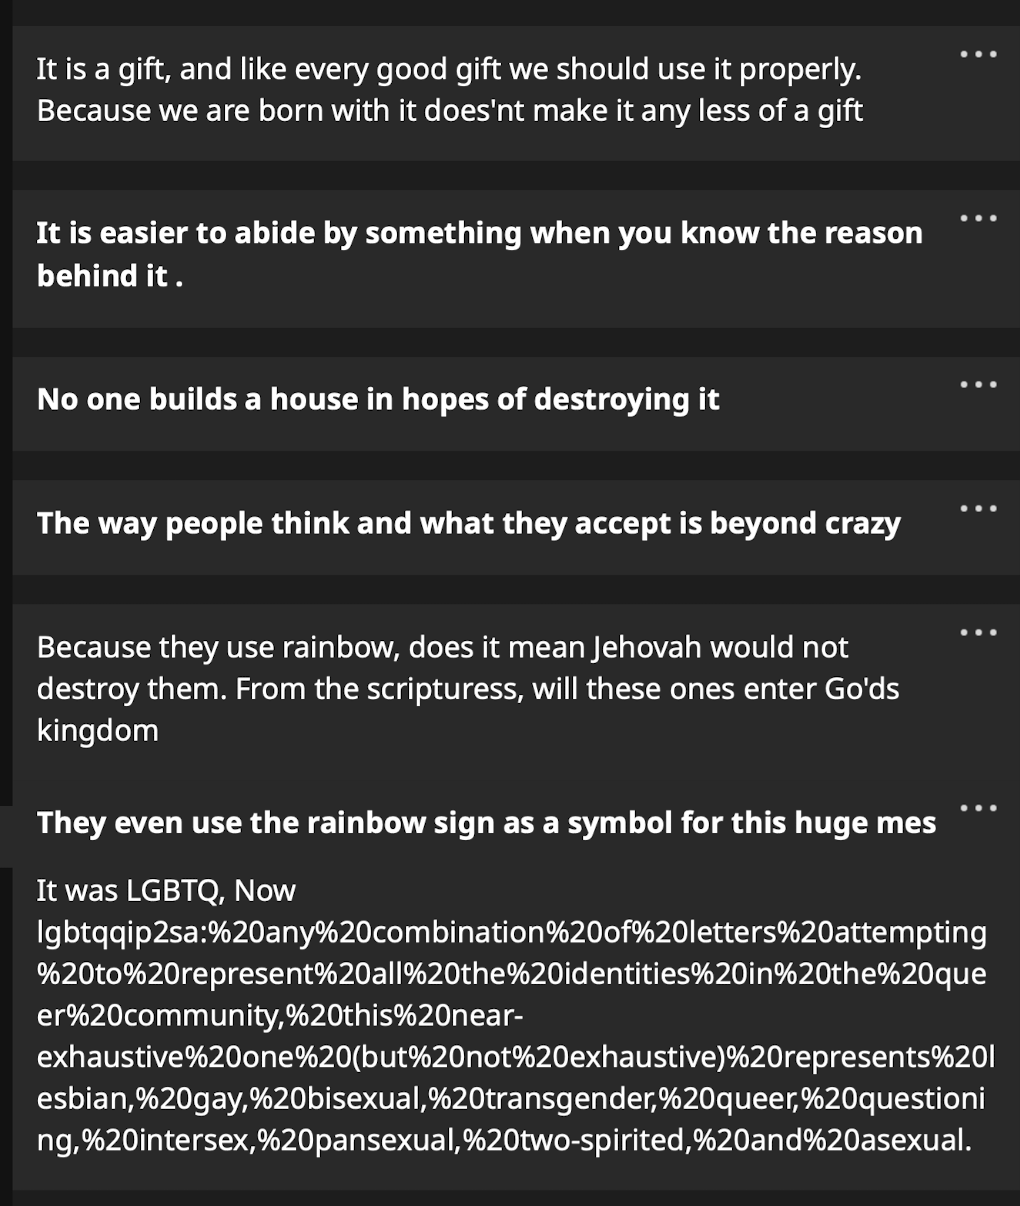 It is a gift, and like every good gift we should use it properly.
Because we are born with it does'nt make it any less of a gift
It is easier to abide by something when you know the reason
behind it .
No one builds a house in hopes of destroying it
The way people think and what they accept is beyond crazy
Because they use rainbow, does it mean Jehovah would not
destroy them. From the scripturess, will these ones enter Go'ds
kingdom
They even use the rainbow sign as a symbol for this huge mes
It was LGBTQ, Now
lgbtqqip2sa:%20any%20combination%20of%20letters%20attempting
%20to%20represent%20all%20the%20identities%20in%20the%20que
er%20community,%20this%20near-
exhaustive%20one%20(but%20not%20exhaustive)%20represents%20l
esbian,%20gay,%20bisexual,%20transgender,%20queer,%20questioni
ng,%20intersex,%20pansexual,%20two-spirited,%20and%20asexual.